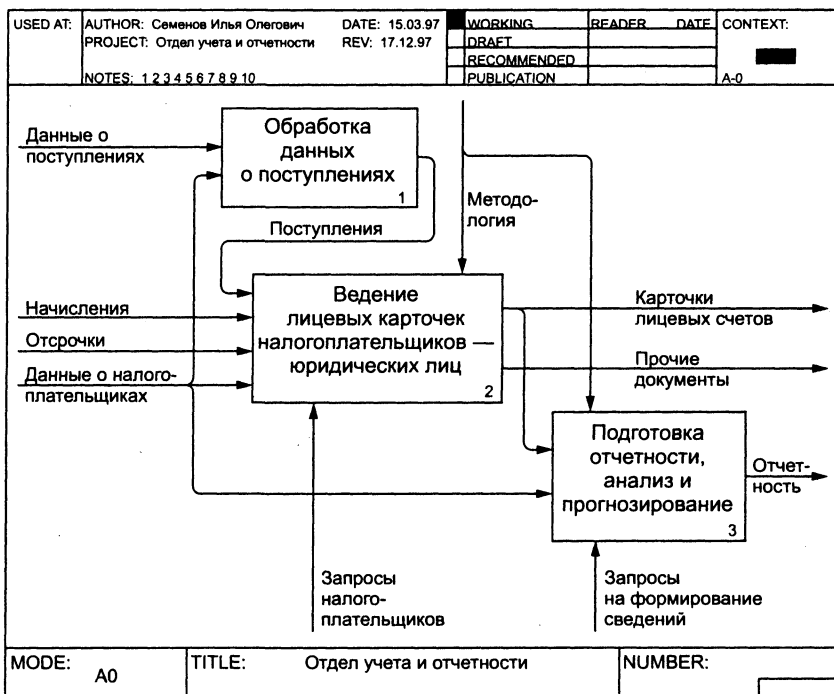 USED AT: AUTHOR: Семенов Илья Олегович DATE: 15.03.97 WORKING READER DATE CONTEXT:
PROJECT: Отдел учета и отчетности REV: 17.12.97 DRAFT
RECOMMENDED
NOTES: 1 2 3 4 5 6 7 8 9 10 PUBLICATION A-0
Данные о
поступлениях
Обработка
данных
о поступлениях
1
Методо-
логия
Поступления
Начисления
Отсрочки
Данные о налого-
плательщиках
Ведение
лицевых карточек
налогоплательщиков —
юридических лиц
2
Карточки
лицевых счетов
Прочие
документы
Подготовка
отчетности,
анализ и
прогнозирование
3
Отчет-
ность
Запросы
налого-
плательщиков
Запросы
на формирование
сведений
MODE: A0 TITLE: Отдел учета и отчетности NUMBER: